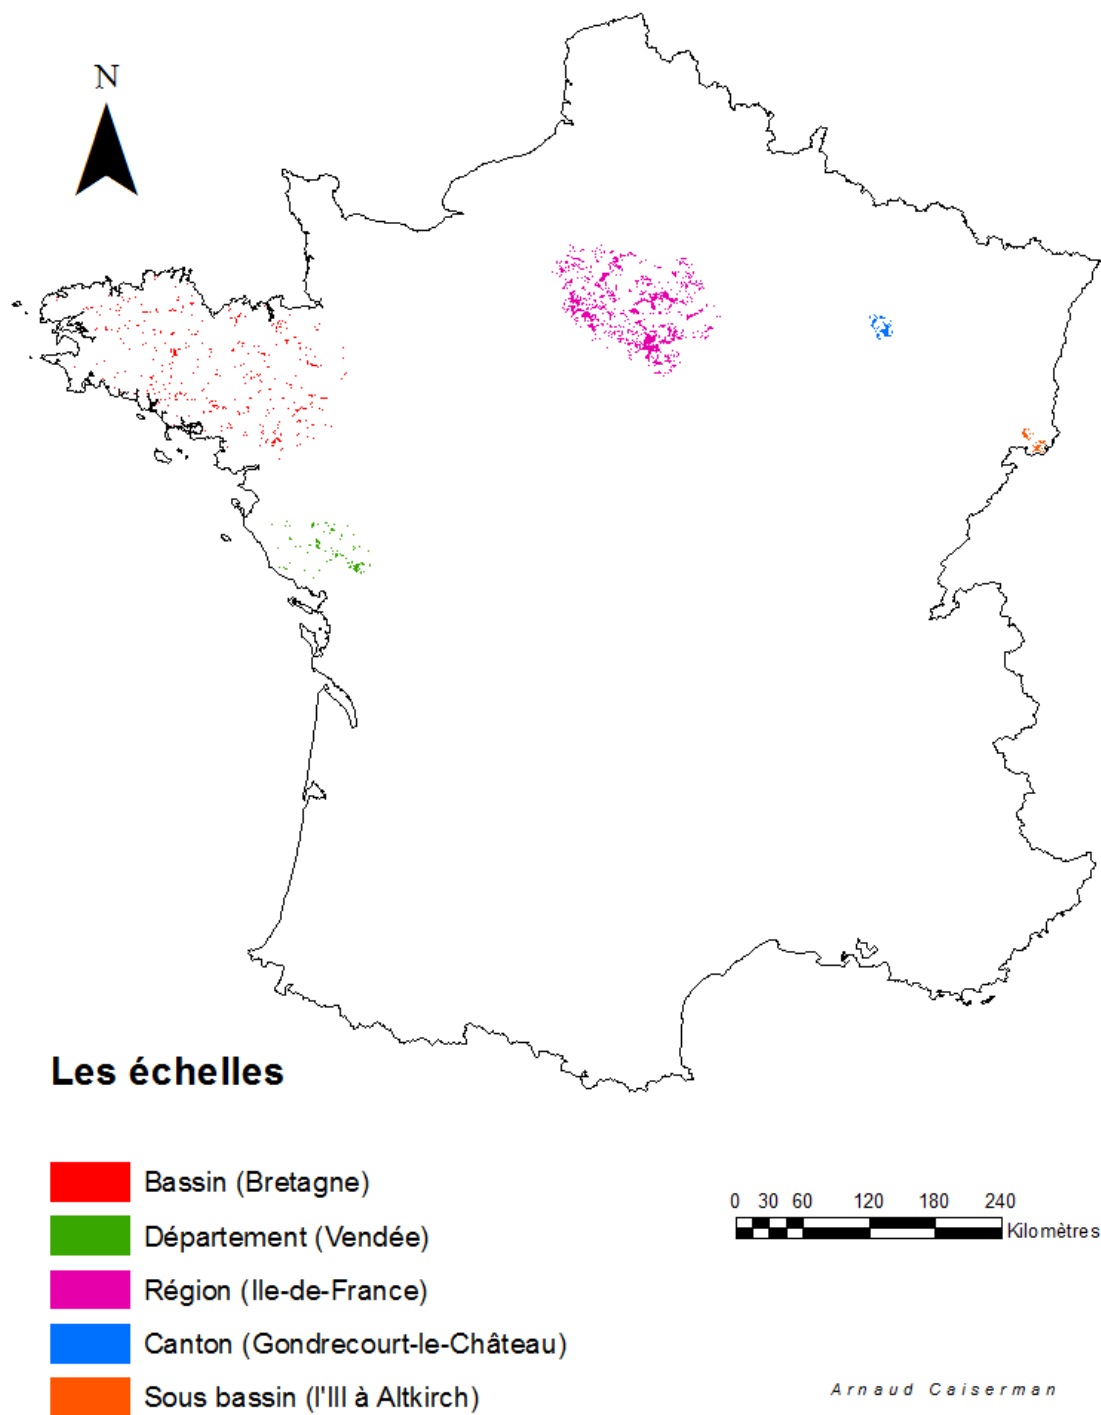 N
Les échelles
Bassin (Bretagne)
Département (Vendée)
Région (Ile-de-France)
Canton (Gondrecourt-le-Château)
Sous bassin (l'Ill à Altkirch)
0 30 60 120 180 240
Kilomètres
Arnaud Caiserman